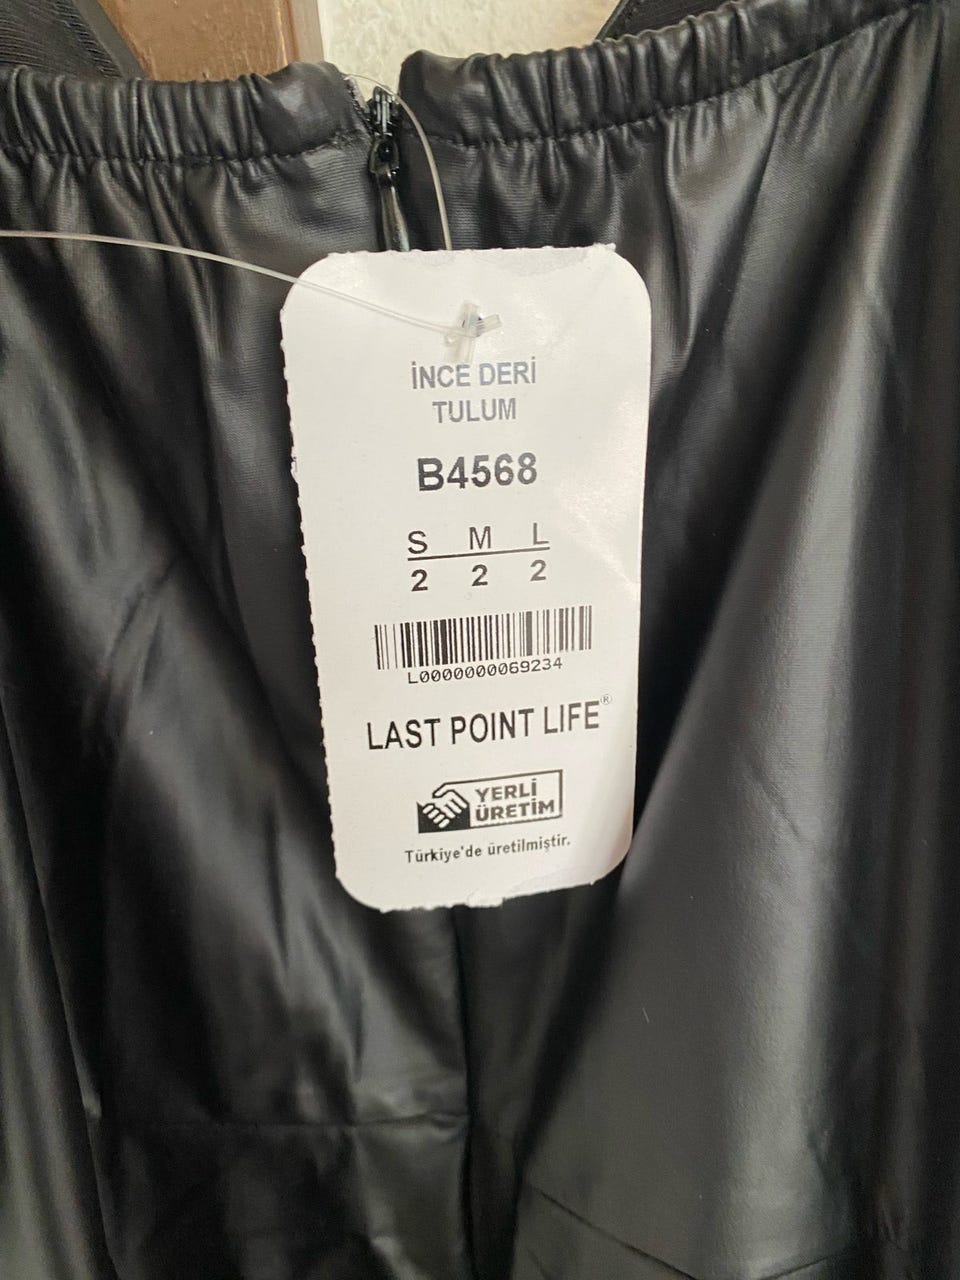 İNCE DERİ
TULUM
B4568
S M L
2 2 2
L0000000069234
LAST POINT LIFE®
YERLİ
ÜRETİM
Türkiye'de üretilmiştir.